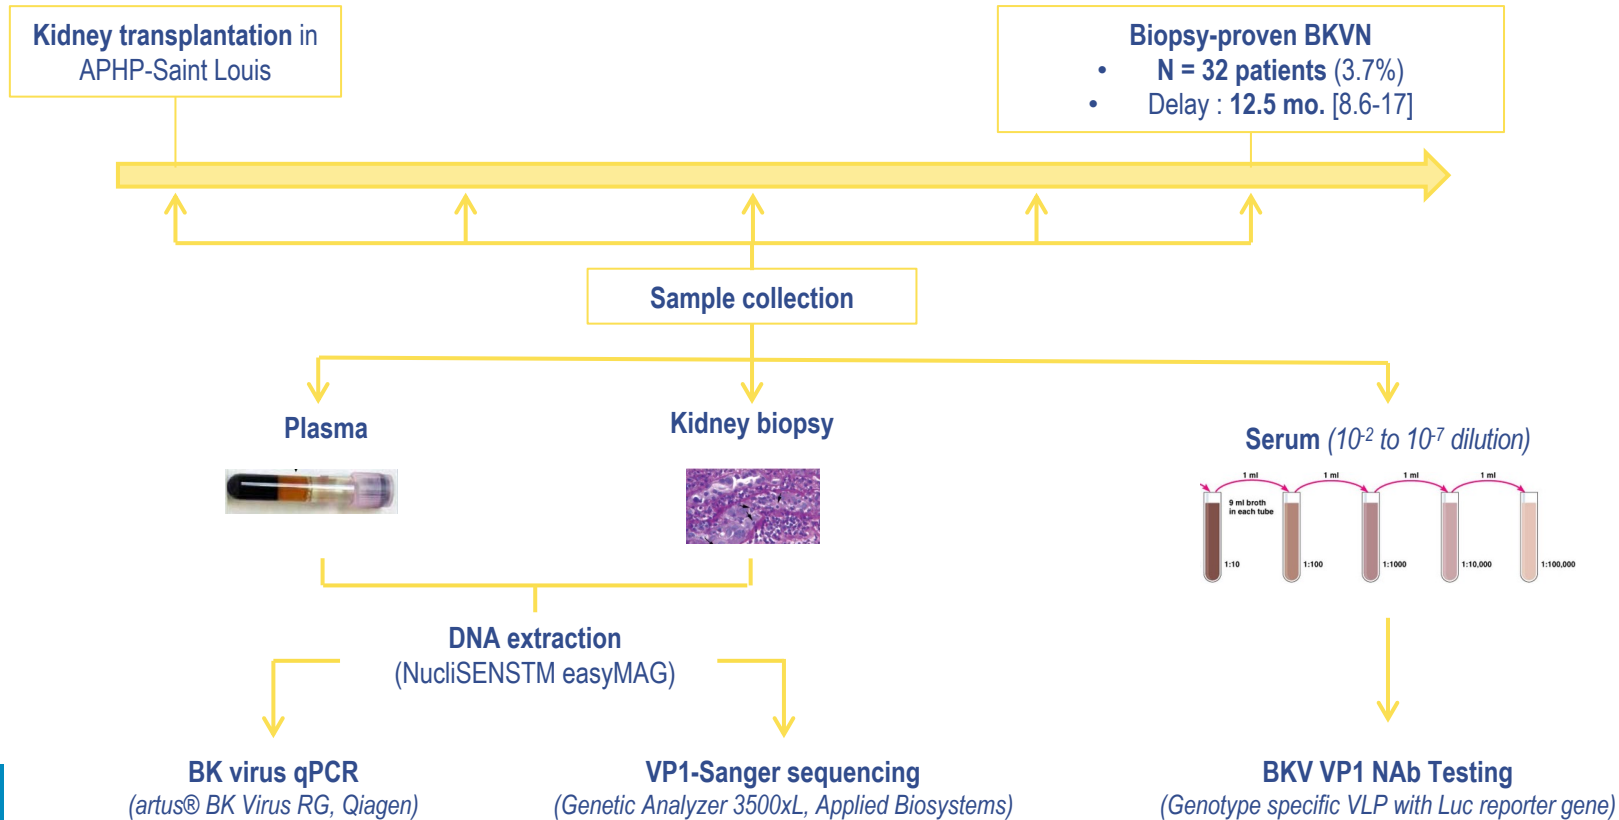 Kidney transplantation in
APHP-Saint Louis
Biopsy-proven BKVN
• N = 32 patients (3.7%)
• Delay : 12.5 mo. [8.6-17]
Sample collection
Plasma
Kidney biopsy
Serum (10-2 to 10-7 dilution)
1 ml
1 ml
1 ml
1 ml
9 ml broth
in each tube
1:10
1:100
1:1000
1:10,000
1:100,000
DNA extraction
(NucliSENSTM easyMAG)
BK virus qPCR
(artus® BK Virus RG, Qiagen)
VP1-Sanger sequencing
(Genetic Analyzer 3500xL, Applied Biosystems)
BKV VP1 NAb Testing
(Genotype specific VLP with Luc reporter gene)